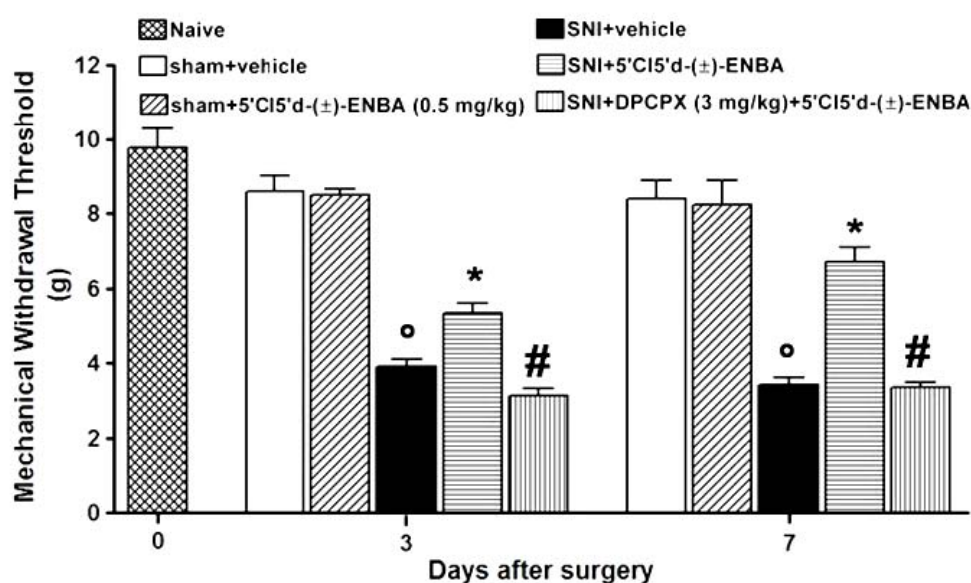 Naive
sham+vehicle
sham+5'Cl5'd-(±)-ENBA (0.5 mg/kg)
SNI+vehicle
SNI+5'Cl5'd-(±)-ENBA
SNI+DPCPX (3 mg/kg)+5'Cl5'd-(±)-ENBA
Mechanical Withdrawal Threshold
(g)
12
10
8
6
4
2
0
° * #
° * #
0 3 7
Days after surgery